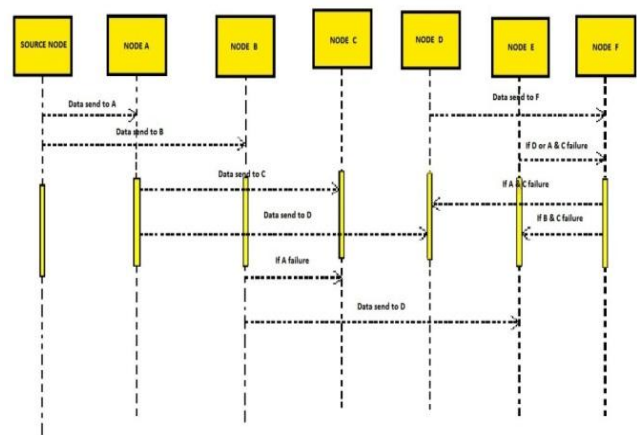 SOURCE NODE
NODE A
NODE B
NODE C
NODE D
NODE E
NODE F
Data send to A
Data send to F
Data send to B
If D or A & C failure
Data send to C
If A & C failure
Data send to D
If B & C failure
If A failure
Data send to D